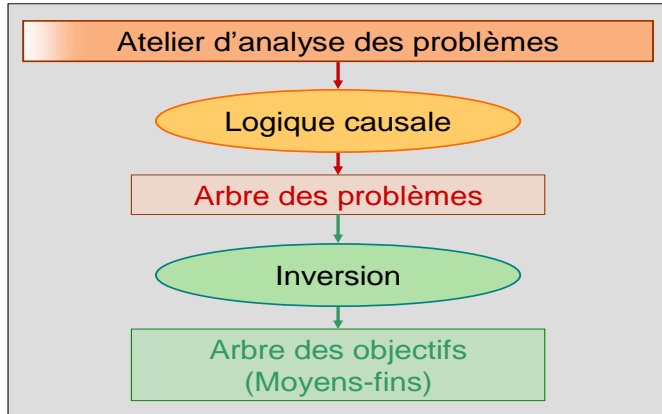 Atelier d’analyse des problèmes
Logique causale
Arbre des problèmes
Inversion
Arbre des objectifs
(Moyens-fins)